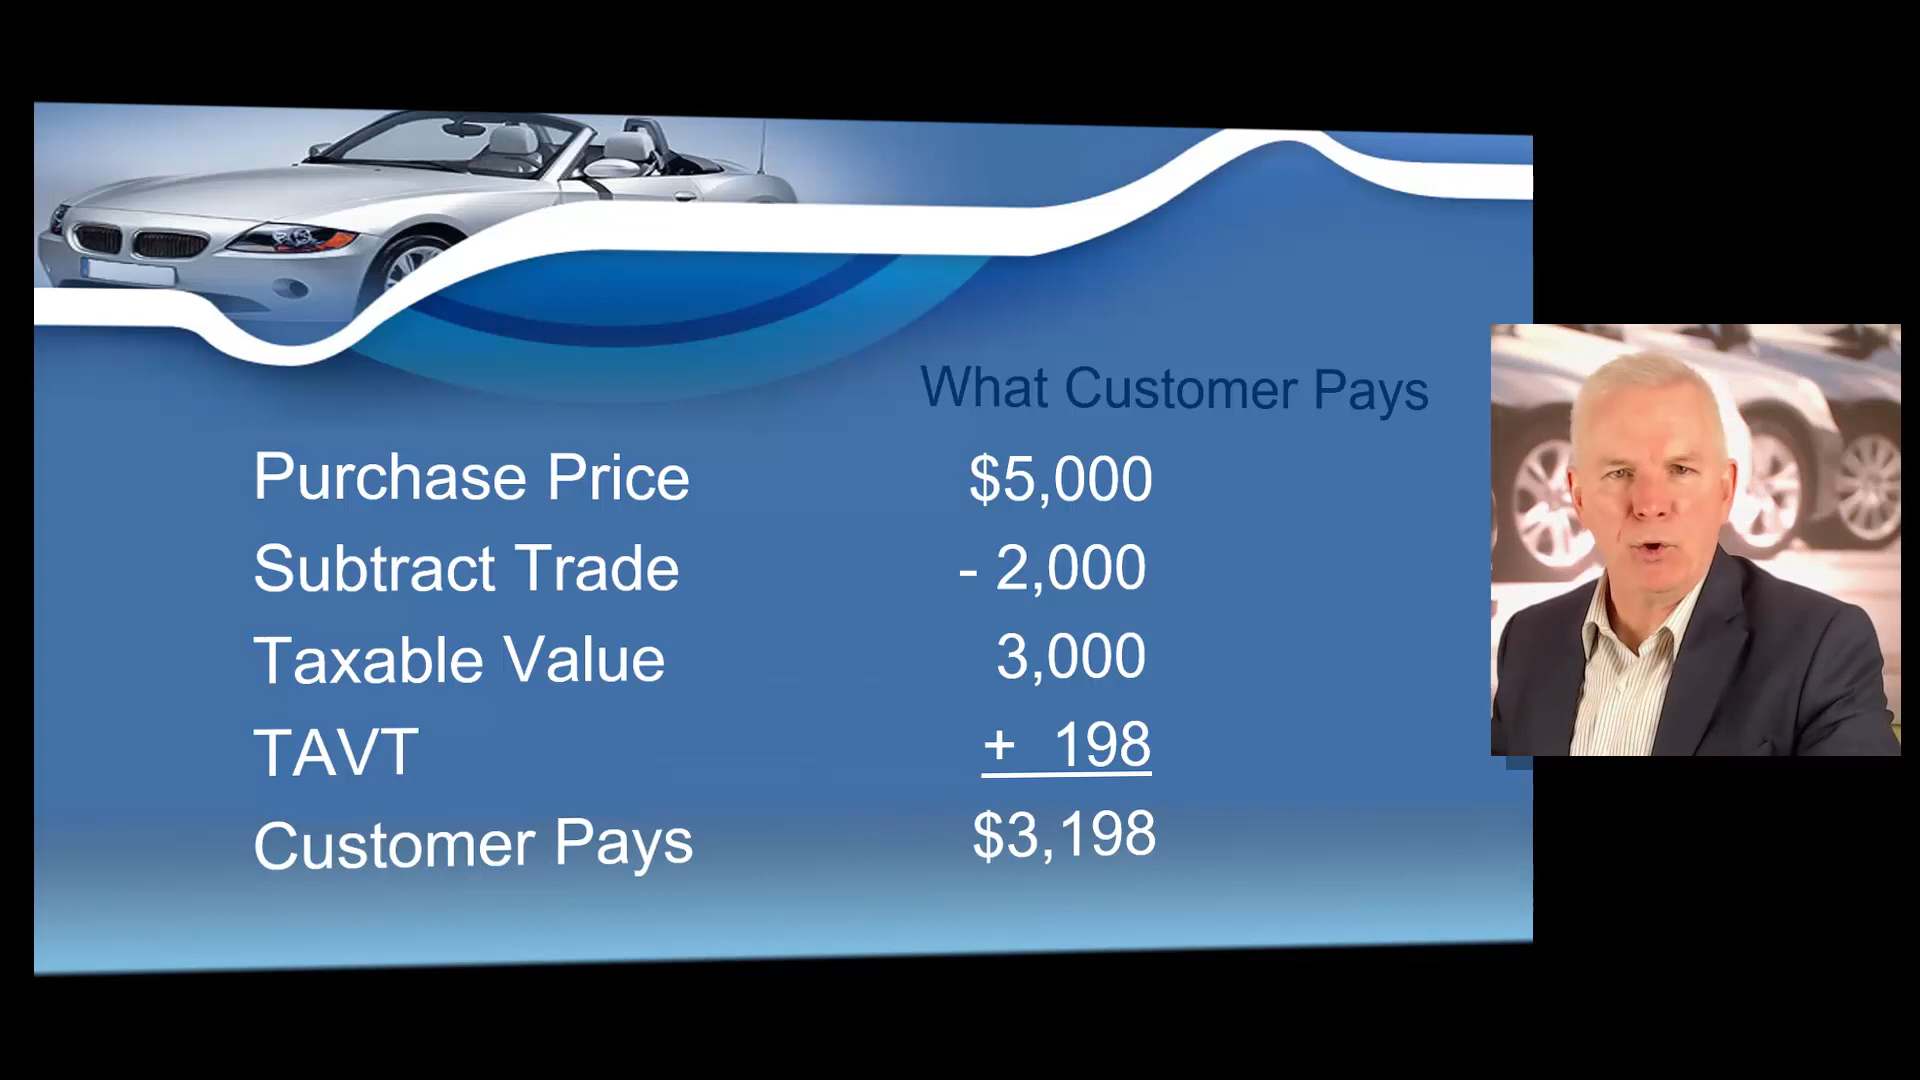 What Customer Pays
Purchase Price $5,000
Subtract Trade - 2,000
Taxable Value 3,000
TAVT + 198
Customer Pays $3,198